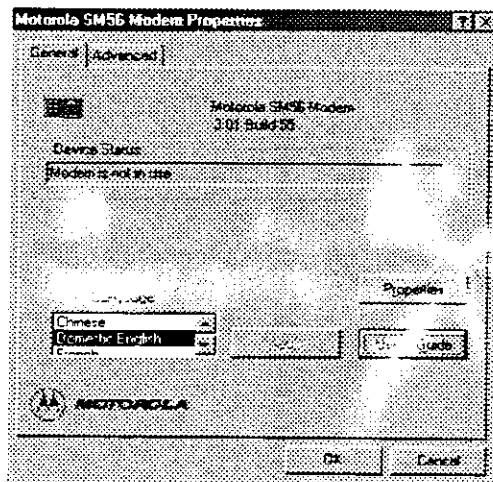 Motorola SM56 Modem Properties
General Advanced
Motorola SM56 Modem
3.01 Build 55
Device Status
Modem is not in use
Properties
Chinese
Domestic English
Guide
MOTOROLA
OK Cancel